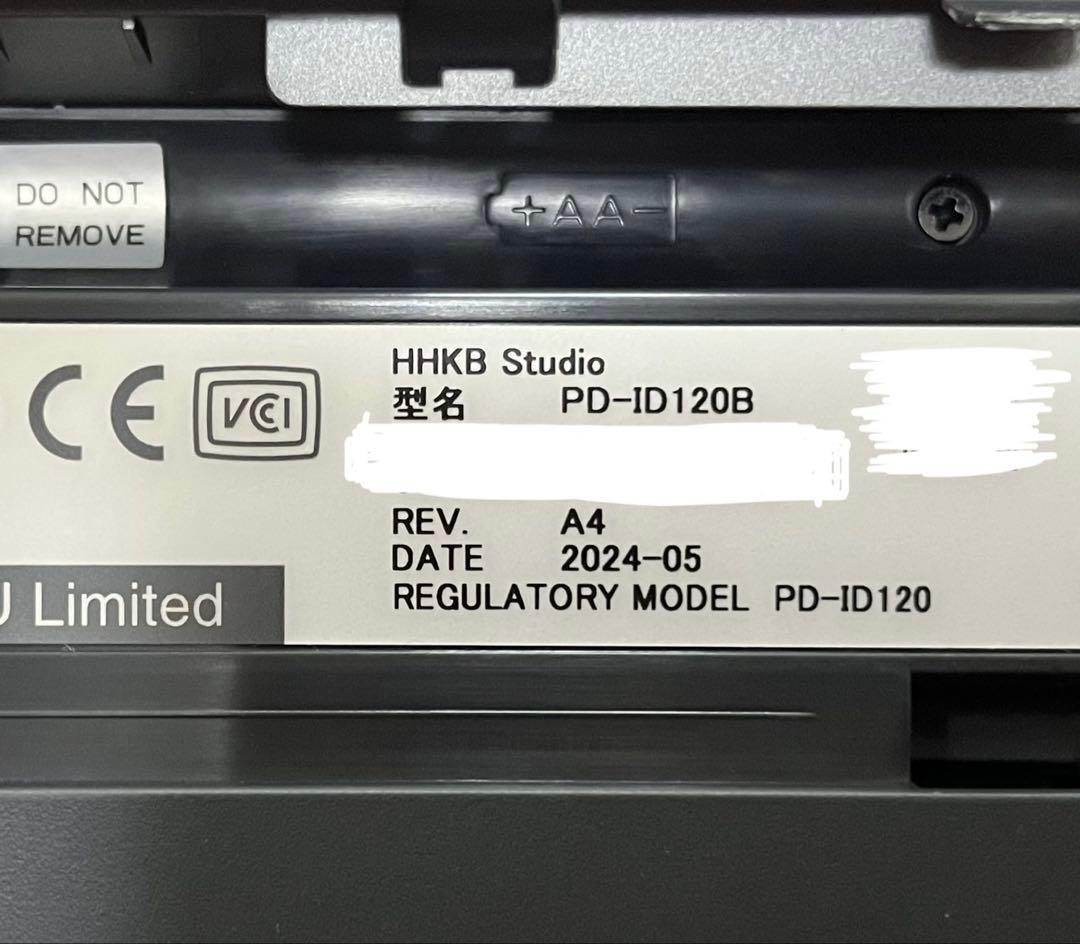 DO NOT
REMOVE
+AA−
CE
VCCI
HHKB Studio
型名 PD-ID120B
REV. A4
DATE 2024-05
REGULATORY MODEL PD-ID120
Limited